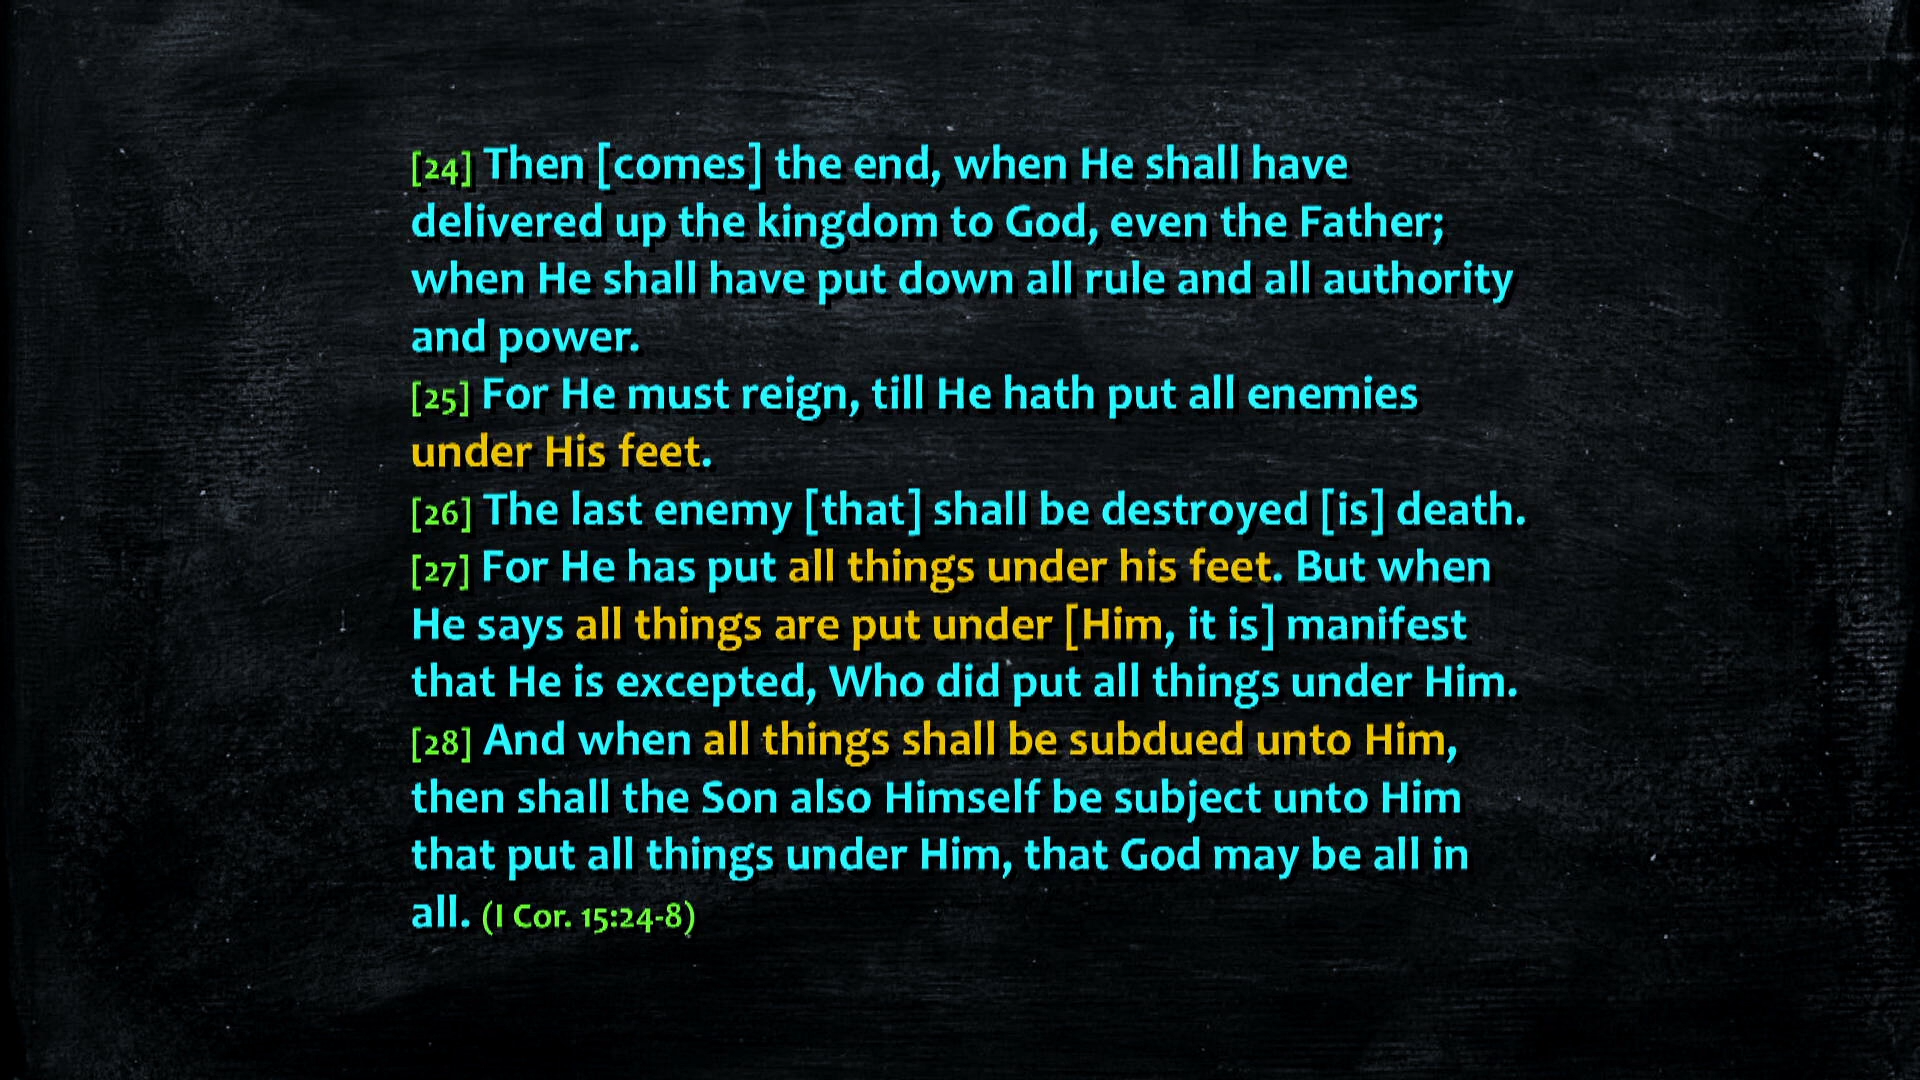 [24] Then [comes] the end, when He shall have
delivered up the kingdom to God, even the Father;
when He shall have put down all rule and all authority
and power.
[25] For He must reign, till He hath put all enemies
under His feet.
[26] The last enemy [that] shall be destroyed [is] death.
[27] For He has put all things under his feet. But when
He says all things are put under [Him, it is] manifest
that He is excepted, Who did put all things under Him.
[28] And when all things shall be subdued unto Him,
then shall the Son also Himself be subject unto Him
that put all things under Him, that God may be all in
all. (I Cor. 15:24-8)